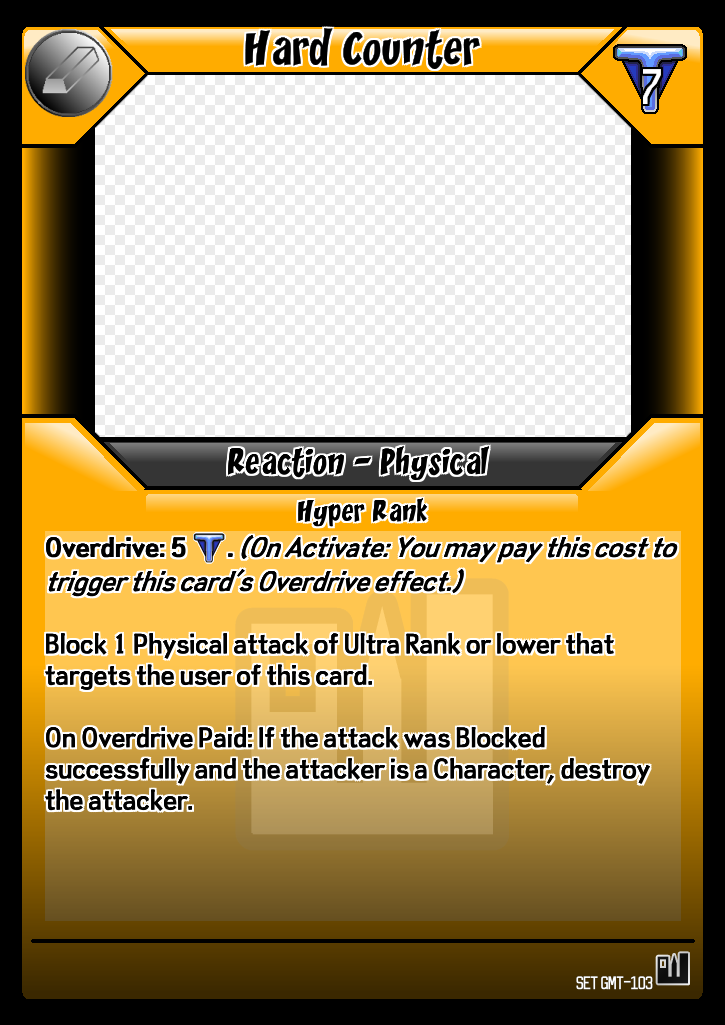 Hard Counter
7
Reaction - Physical
Hyper Rank
Overdrive: 5 T. (On Activate: You may pay this cost to
trigger this card's Overdrive effect.)
Block 1 Physical attack of Ultra Rank or lower that
targets the user of this card.
On Overdrive Paid: If the attack was Blocked
successfully and the attacker is a Character, destroy
the attacker.
SET GMT-103